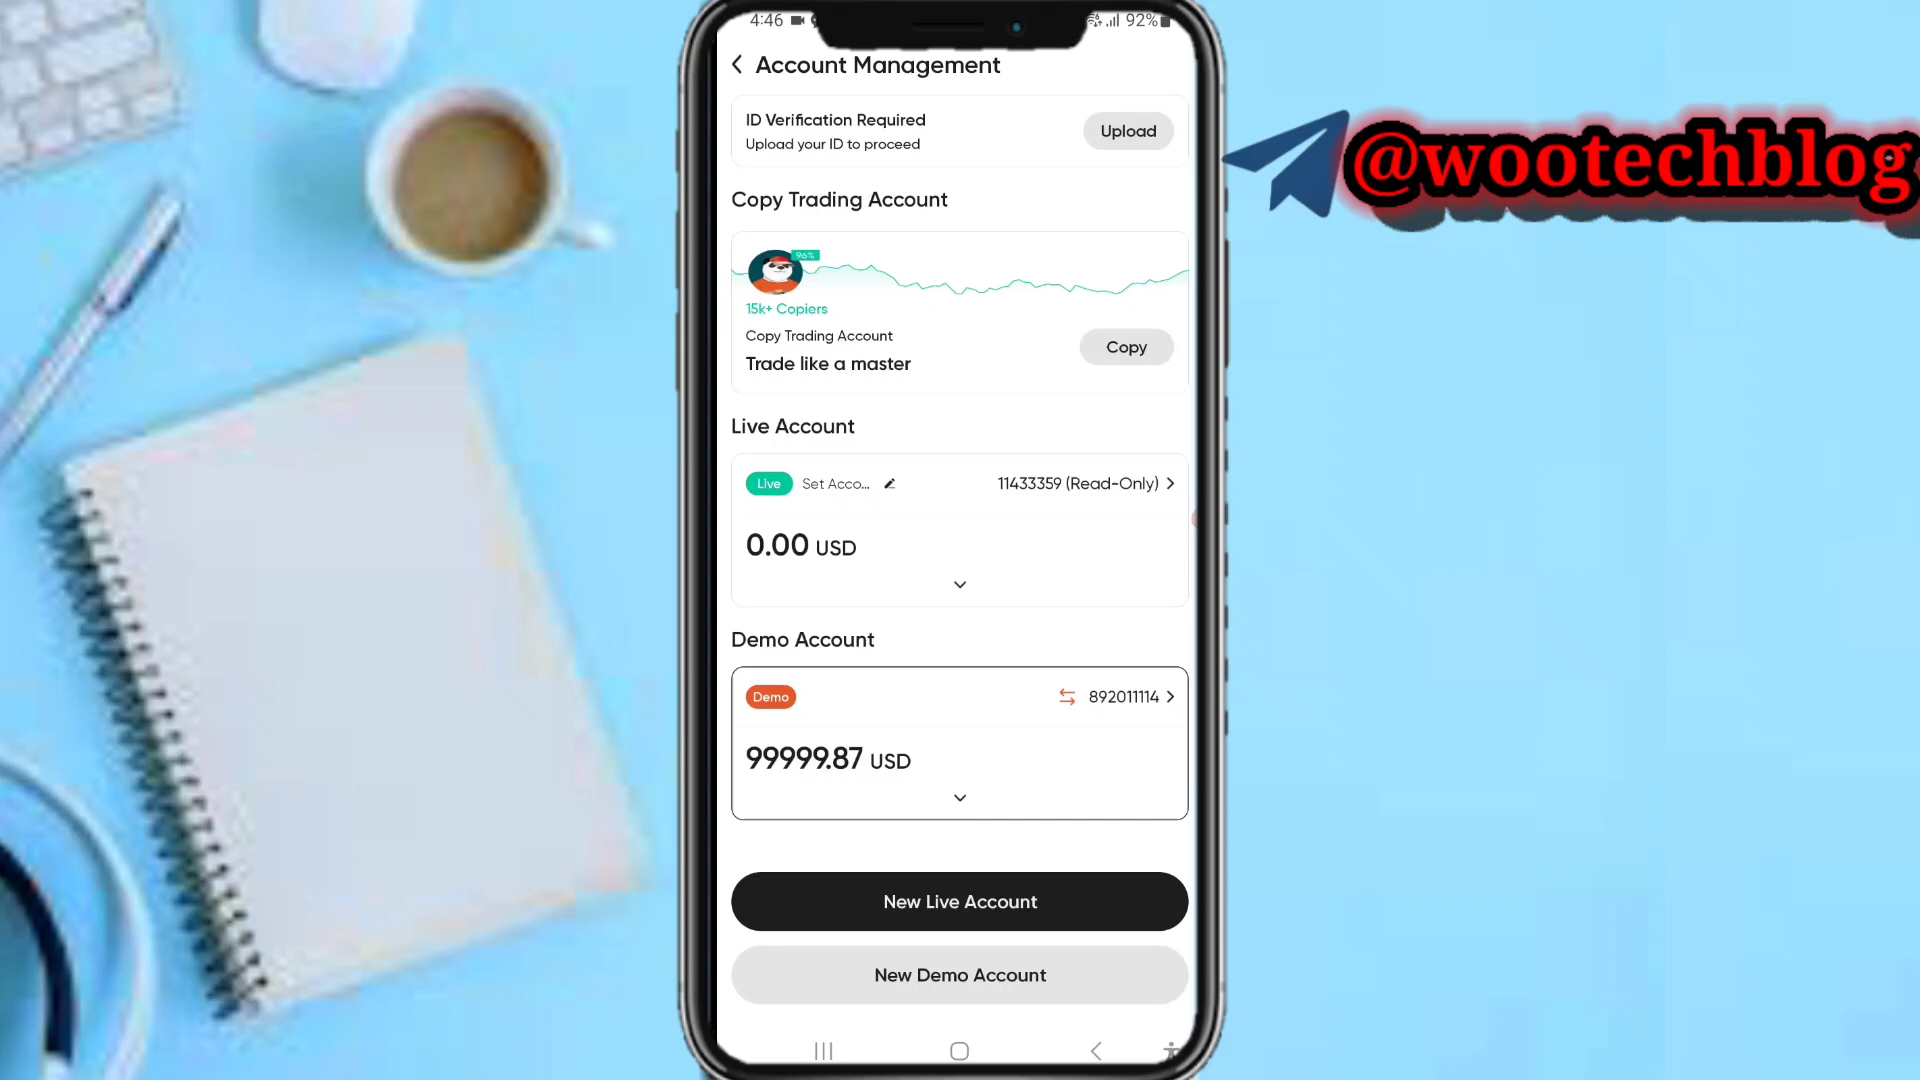 4:46
92%
Account Management
ID Verification Required
Upload your ID to proceed
Upload
@wootechblog
Copy Trading Account
96%
15k+ Copiers
Copy Trading Account
Trade like a master
Copy
Live Account
Live
Set Acco...
11433359 (Read-Only)
0.00 USD
Demo Account
Demo
892011114
99999.87 USD
New Live Account
New Demo Account